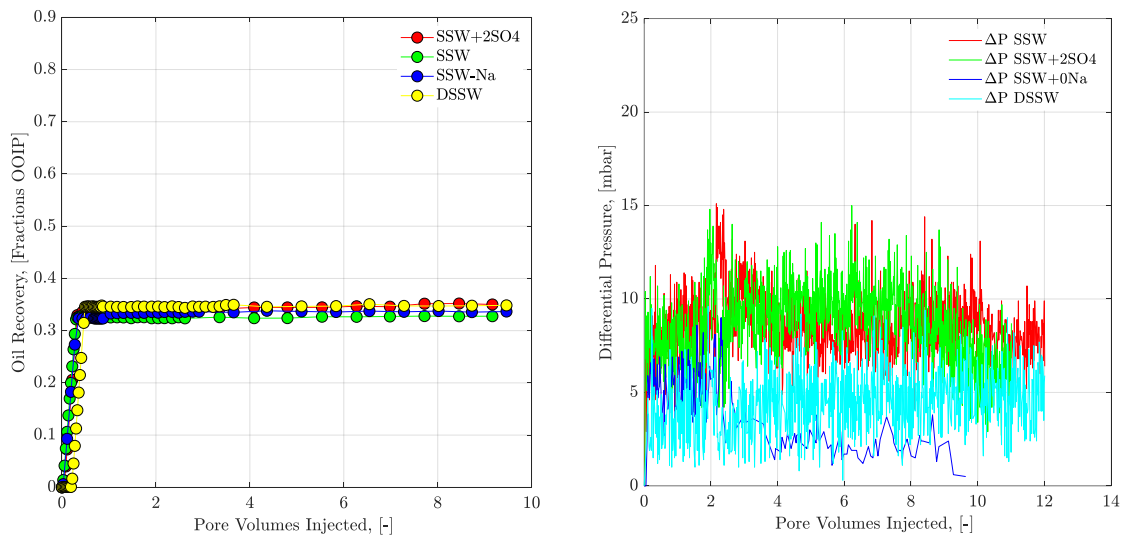 0.9
0.8
0.7
0.6
0.5
0.4
0.3
0.2
0.1
0
0 2 4 6 8 10
Oil Recovery, [Fractions OOIP]
Pore Volumes Injected, [-]
SSW+2SO4
SSW
SSW-Na
DSSW
25
20
15
10
5
0
0 2 4 6 8 10 12 14
Differential Pressure, [mbar]
Pore Volumes Injected, [-]
ΔP SSW
ΔP SSW+2SO4
ΔP SSW+0Na
ΔP DSSW